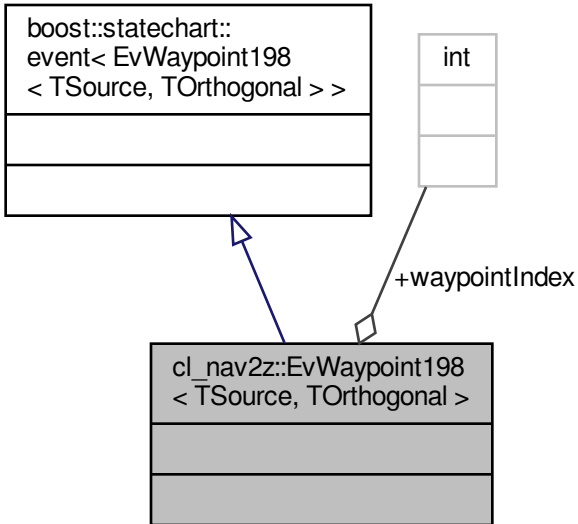 boost::statechart::
event< EvWaypoint198
< TSource, TOrthogonal > >
int
+waypointIndex
cl_nav2z::EvWaypoint198
< TSource, TOrthogonal >